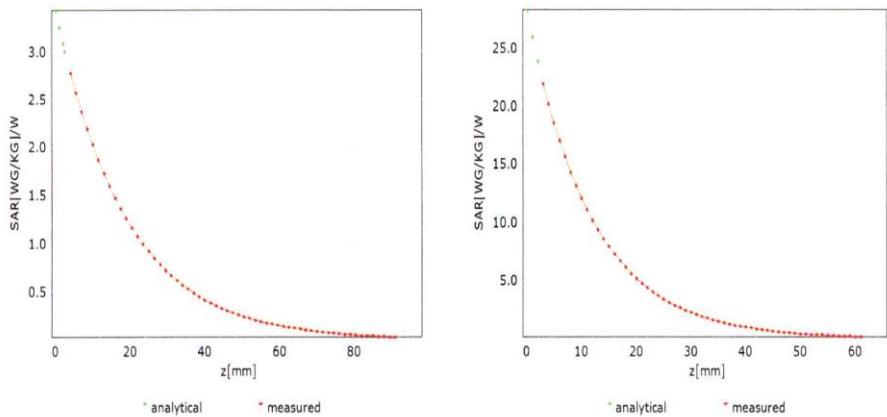 3.0
2.5
2.0
1.5
1.0
0.5
SAR[WG/KG]/W
0 20 40 60 80
z[mm]
analytical measured
25.0
20.0
15.0
10.0
5.0
SAR[WG/KG]/W
0 10 20 30 40 50 60
z[mm]
analytical measured